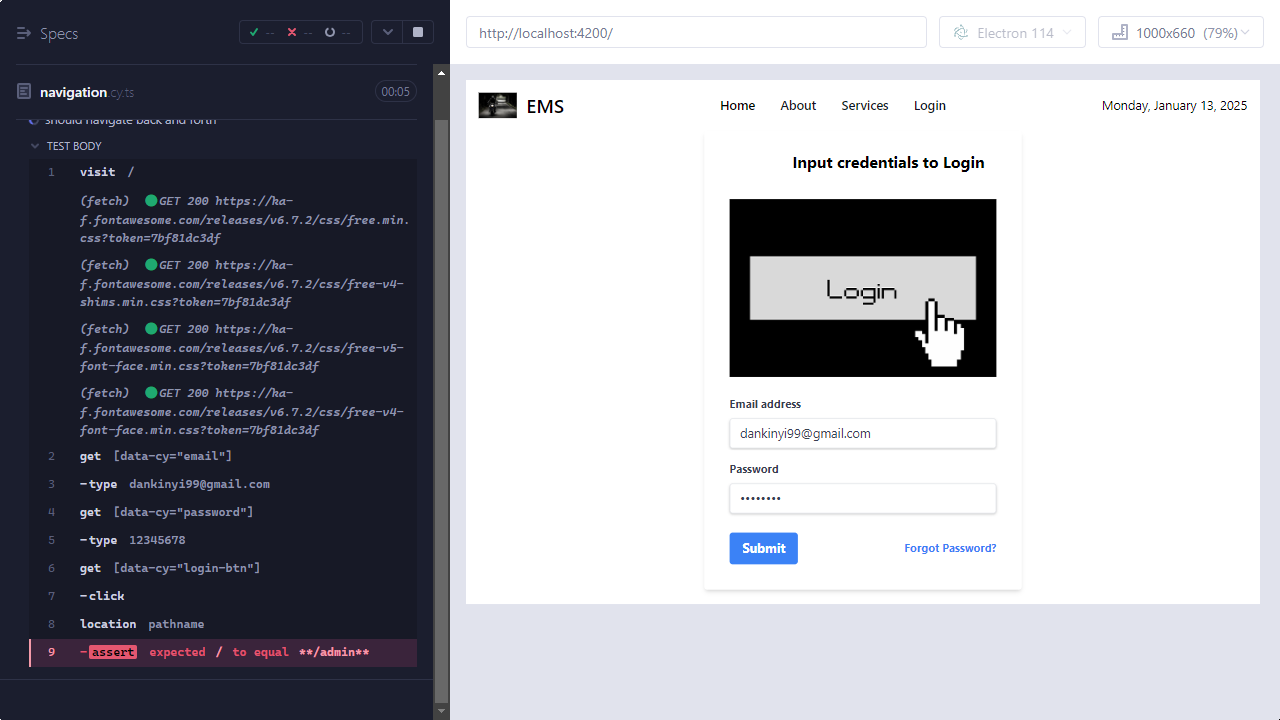 Specs
-- -- --
navigation.cy.ts 00:05
should navigate back and forth
TEST BODY
1 visit /
(fetch) GET 200 https://ka-
f.fontawesome.com/releases/v6.7.2/css/free.min.
css?token=7bf81dc3df
(fetch) GET 200 https://ka-
f.fontawesome.com/releases/v6.7.2/css/free-v4-
shims.min.css?token=7bf81dc3df
(fetch) GET 200 https://ka-
f.fontawesome.com/releases/v6.7.2/css/free-v5-
font-face.min.css?token=7bf81dc3df
(fetch) GET 200 https://ka-
f.fontawesome.com/releases/v6.7.2/css/free-v4-
font-face.min.css?token=7bf81dc3df
2 get [data-cy="email"]
3 -type dankinyi99@gmail.com
4 get [data-cy="password"]
5 -type 12345678
6 get [data-cy="login-btn"]
7 -click
8 location pathname
9 -assert expected / to equal **/admin**
http://localhost:4200/
Electron 114
1000x660 (79%)
EMS
Home About Services Login
Monday, January 13, 2025
Input credentials to Login
Login
Email address
dankinyi99@gmail.com
Password
••••••••
Submit Forgot Password?